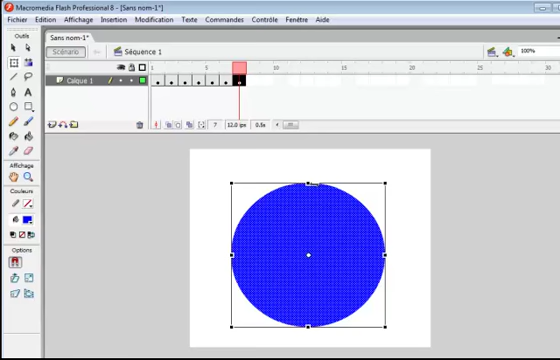 Macromedia Flash Professional 8 - [Sans nom-1*]
Fichier Edition Affichage Insertion Modification Texte Commandes Contrôle Fenêtre Aide
Outils
Sans nom-1*
Scénario Séquence 1 100%
1 5 10 15 20 25 30
Calque 1
7 12.0 ips 0.5s
Affichage
Couleurs
Options